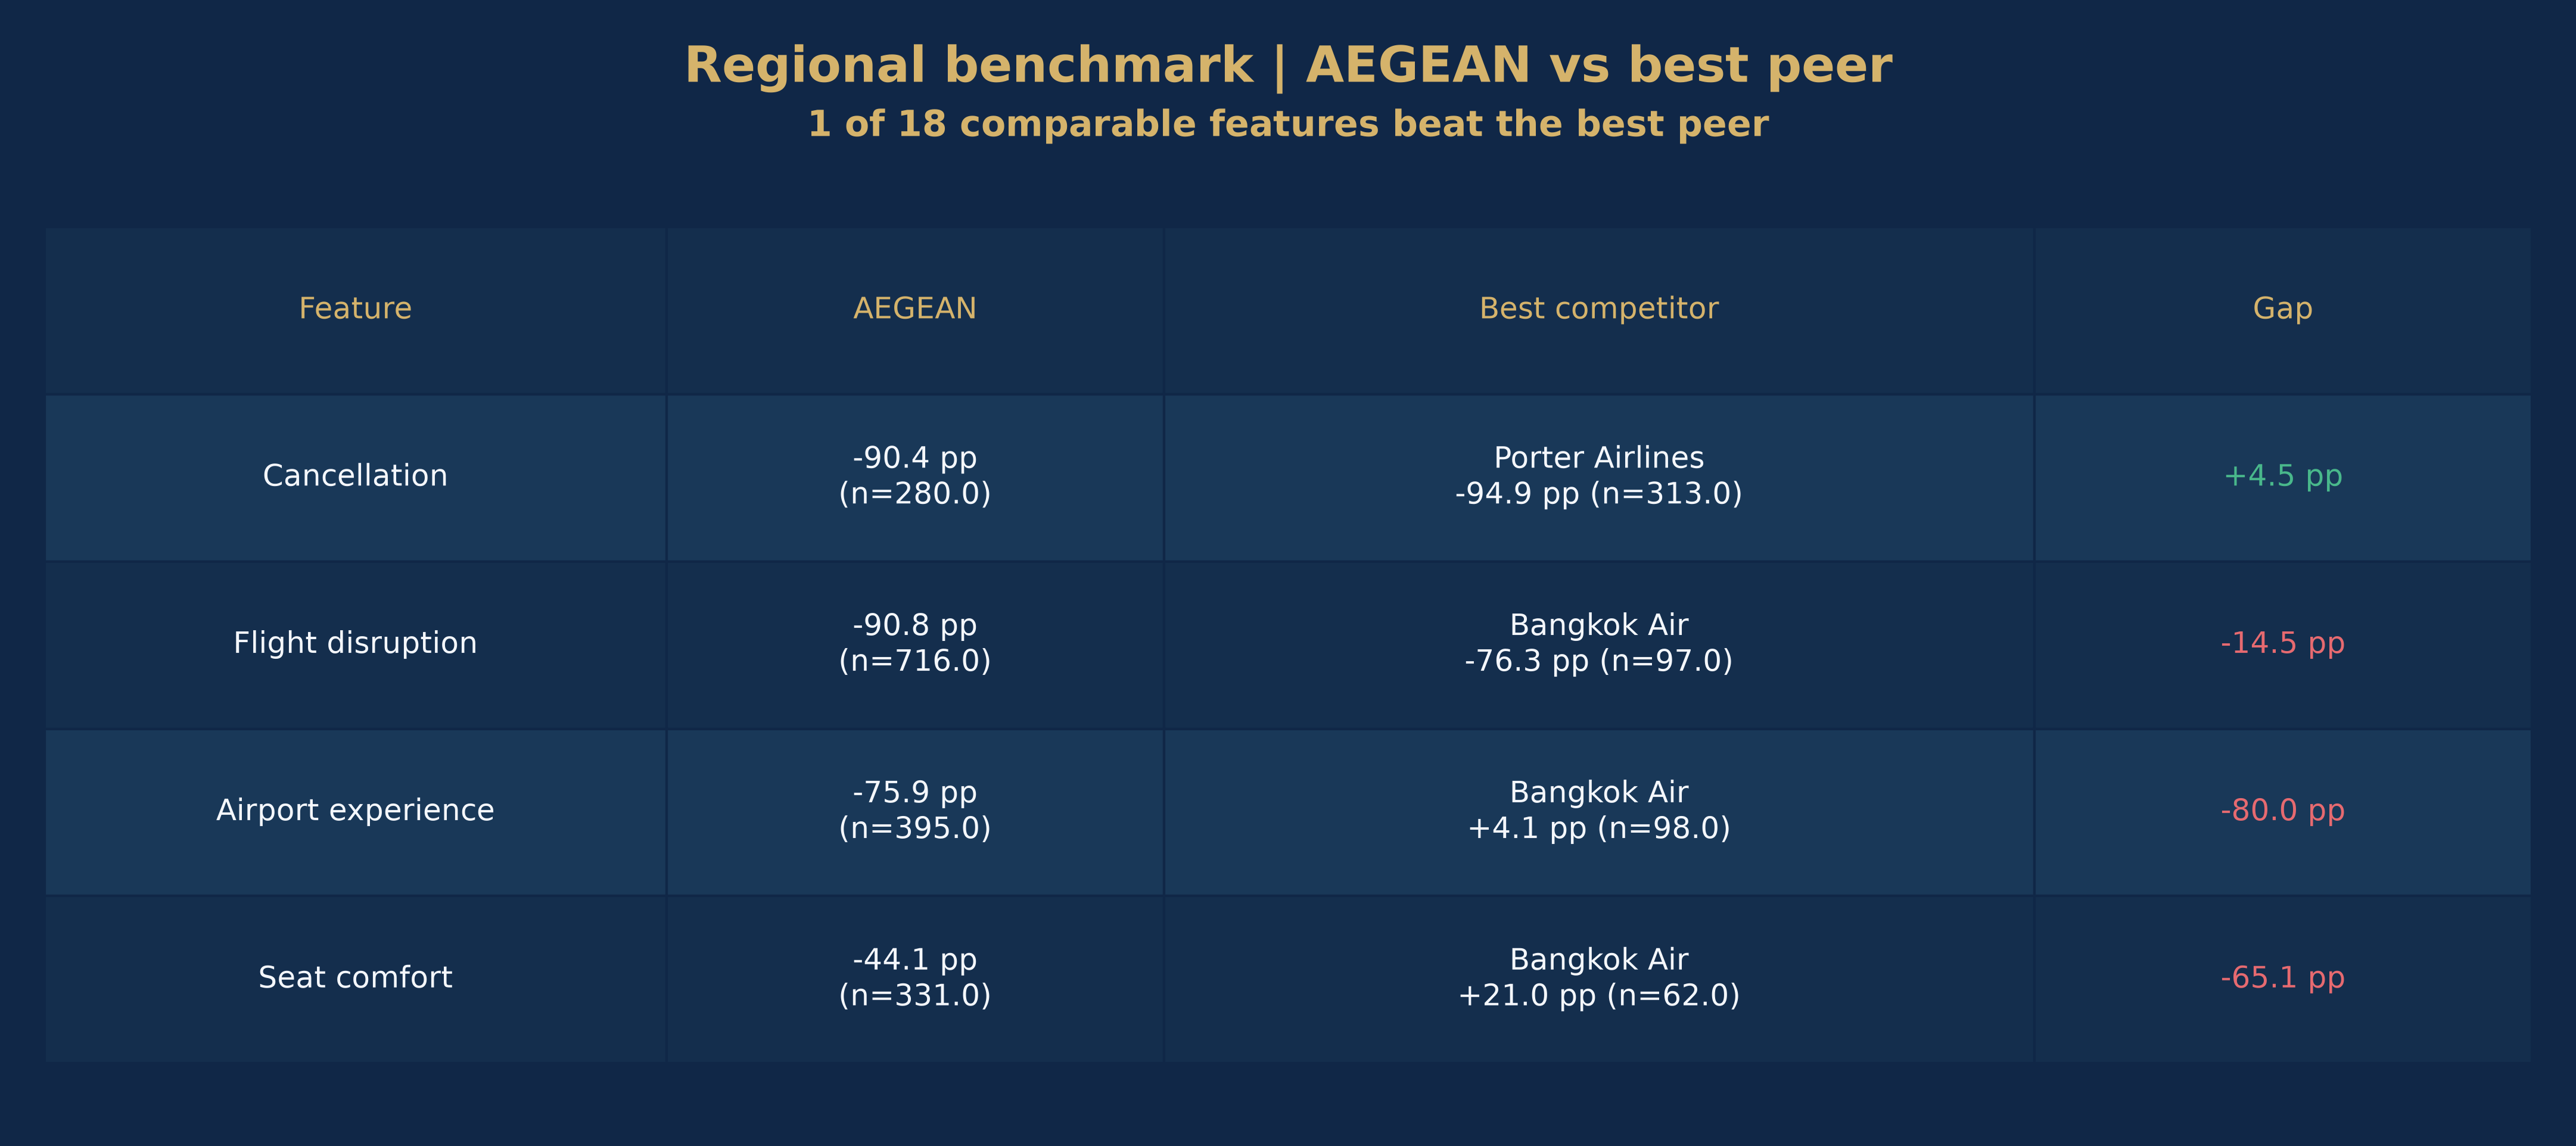 Regional benchmark | AEGEAN vs best peer
1 of 18 comparable features beat the best peer
Feature
AEGEAN
Best competitor
Gap
Cancellation
-90.4 pp
(n=280.0)
Porter Airlines
-94.9 pp (n=313.0)
+4.5 pp
Flight disruption
-90.8 pp
(n=716.0)
Bangkok Air
-76.3 pp (n=97.0)
-14.5 pp
Airport experience
-75.9 pp
(n=395.0)
Bangkok Air
+4.1 pp (n=98.0)
-80.0 pp
Seat comfort
-44.1 pp
(n=331.0)
Bangkok Air
+21.0 pp (n=62.0)
-65.1 pp